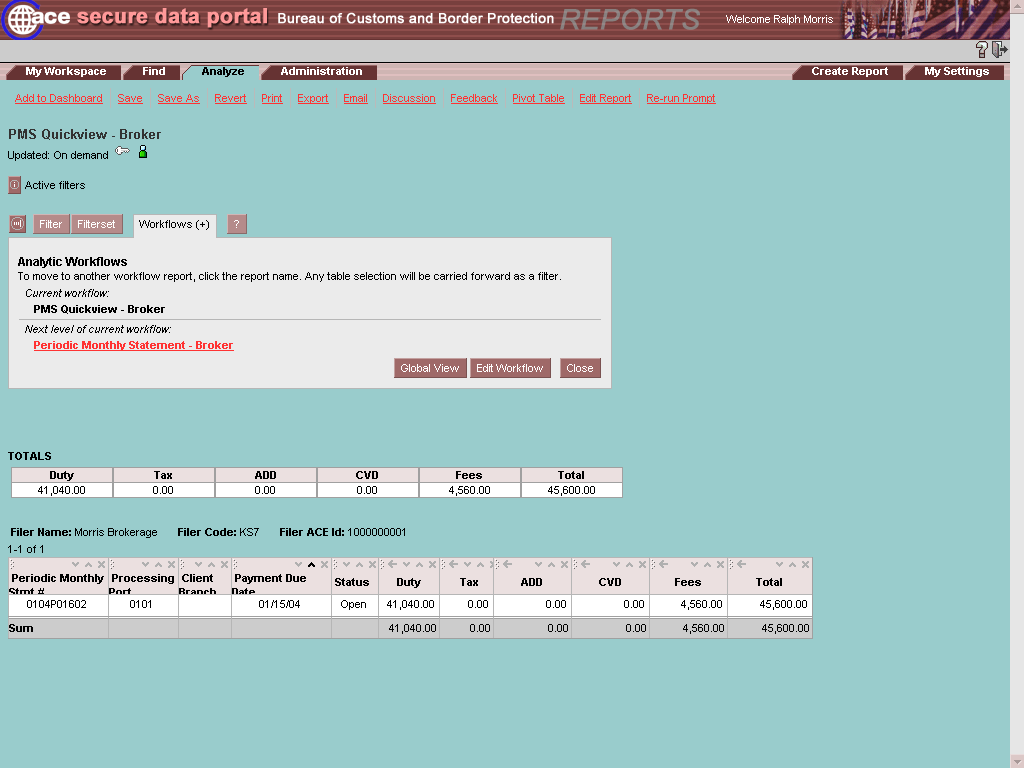 ace secure data portal Bureau of Customs and Border Protection REPORTS Welcome Ralph Morris
?
My Workspace Find Analyze Administration Create Report My Settings
Add to Dashboard Save Save As Revert Print Export Email Discussion Feedback Pivot Table Edit Report Re-run Prompt
PMS Quickview - Broker
Updated: On demand
Active filters
Filter Filterset Workflows (+) ?
Analytic Workflows
To move to another workflow report, click the report name. Any table selection will be carried forward as a filter.
Current workflow:
PMS Quickview - Broker
Next level of current workflow:
Periodic Monthly Statement - Broker
Global View Edit Workflow Close
TOTALS
Duty Tax ADD CVD Fees Total
41,040.00 0.00 0.00 0.00 4,560.00 45,600.00
Filer Name: Morris Brokerage Filer Code: KS7 Filer ACE Id: 1000000001
1-1 of 1
Periodic Monthly Stmt # Processing Port Client Branch Payment Due Date Status Duty Tax ADD CVD Fees Total
0104P01602 0101 01/15/04 Open 41,040.00 0.00 0.00 0.00 4,560.00 45,600.00
Sum 41,040.00 0.00 0.00 0.00 4,560.00 45,600.00